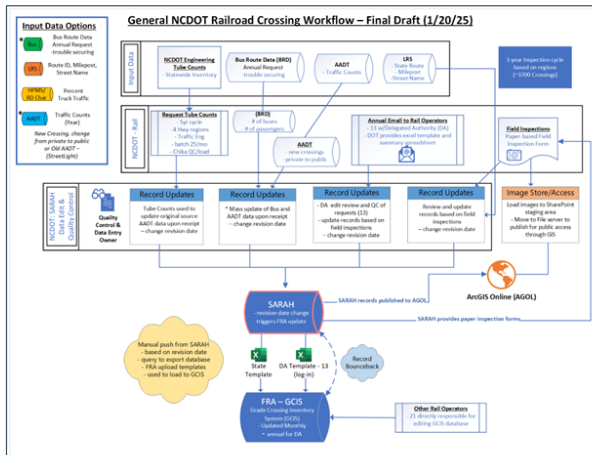 General NCDOT Railroad Crossing Workflow – Final Draft (1/20/25)
Input Data Options
Bus
Bus Route Data
Annual Request
-trouble securing
LRS
Route ID, Milepost,
Street Name
HPMS/
RD Char
Percent
Truck Traffic
AADT
Traffic Counts
(Year)
New Crossing, change
from private to public
or Old AADT -
(StreetLight)
Input Data
NCDOT Engineering
Tube Counts
- Statewide Inventory
Bus Route Data (BRD)
Annual Request
- trouble securing
AADT
- Traffic Counts
LRS
- State Route
- Milepost
-Street Name
3 year Inspection cycle
based on regions
(~3700 Crossings)
NCDOT - Rail
Request Tube Counts
5yr cycle
- 4 Hwy regions
- Traffic Eng
- batch 25/mo
- Chika QC/lead
(BRD)
- # of buses
- # of passengers
AADT
- new crossings
private to public
Annual Email to Rail Operators
- 13 w/Delegated Authority (DA)
- DOT provides excel template and
summary spreadsheet
Field Inspections
Paper-based Field
Inspection Form
NCDOT: SARAH
Data Edit &
Quality Control
Quality Control &
Data Entry
Owner
Record Updates
Tube Counts used to
update original source
AADT data upon receipt
– change revision date
Record Updates
* Mass update of Bus and
AADT data upon receipt
– change revision date
Record Updates
- DA edit review and QC of
requests (13)
- update records based on
field inspections
– change revision date
Record Updates
Review and update
records based on field
inspections
– change revision date
Image Store/Access
Load images to SharePoint
staging area
- Move to File server to
publish for public access
through GIS
SARAH
- revision date change
triggers FRA update
SARAH records published to AGOL
ArcGIS Online (AGOL)
SARAH provides paper inspection forms
Manual push from SARAH
- based on revision date
- query to export database
- FRA upload templates
- used to load to GCIS
State
Template
DA Template - 13
(log-in)
Record
Bounceback
FRA – GCIS
Grade Crossing Inventory
System (GCIS)
- Updated Monthly
– annual for DA
Other Rail Operators
- 21 directly responsible for
editing GCIS database